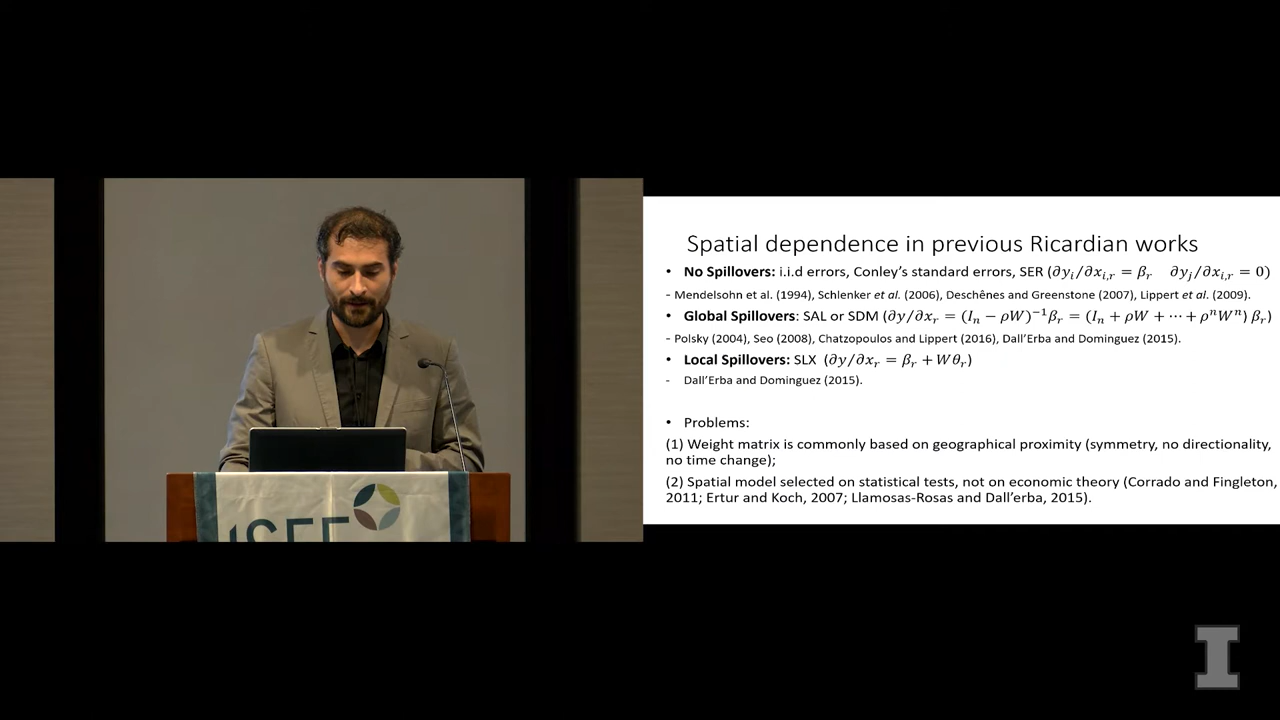 Spatial dependence in previous Ricardian works
• No Spillovers: i.i.d errors, Conley's standard errors, SER (∂y_i/∂x_{i,r} = β_r ∂y_j/∂x_{i,r} = 0)
- Mendelsohn et al. (1994), Schlenker et al. (2006), Deschênes and Greenstone (2007), Lippert et al. (2009).
• Global Spillovers: SAL or SDM (∂y/∂x_r = (I_n − ρW)^{−1}β_r = (I_n + ρW + ⋯ + ρ^nW^n) β_r)
- Polsky (2004), Seo (2008), Chatzopoulos and Lippert (2016), Dall'Erba and Dominguez (2015).
• Local Spillovers: SLX (∂y/∂x_r = β_r + Wθ_r)
- Dall'Erba and Dominguez (2015).
• Problems:
(1) Weight matrix is commonly based on geographical proximity (symmetry, no directionality,
no time change);
(2) Spatial model selected on statistical tests, not on economic theory (Corrado and Fingleton,
2011; Ertur and Koch, 2007; Llamosas-Rosas and Dall'erba, 2015).
I